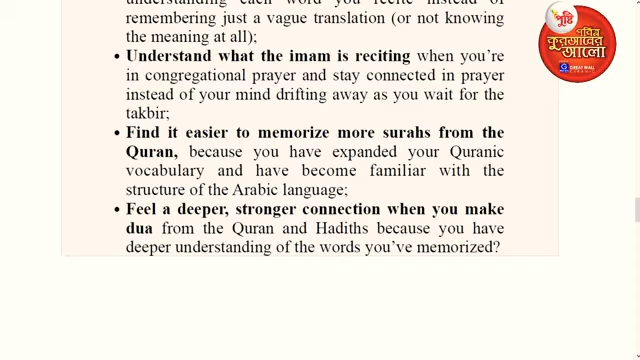 understanding each word you recite instead of
remembering just a vague translation (or not knowing
the meaning at all);
• Understand what the imam is reciting when you're
in congregational prayer and stay connected in prayer
instead of your mind drifting away as you wait for the
takbir;
• Find it easier to memorize more surahs from the
Quran, because you have expanded your Quranic
vocabulary and have become familiar with the
structure of the Arabic language;
• Feel a deeper, stronger connection when you make
dua from the Quran and Hadiths because you have
deeper understanding of the words you've memorized?
পুষ্টি
পবিত্র
কুরআনের
আলো
GREAT WALL
CERAMIC